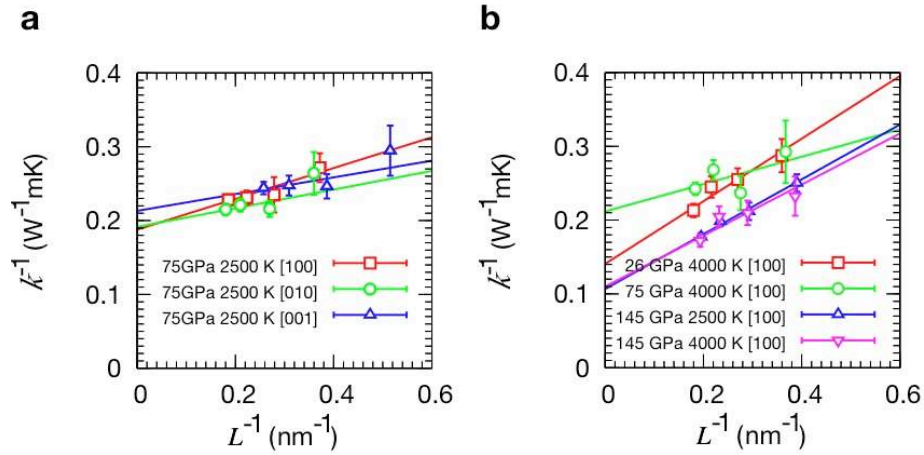 a
b
0.4
0.3
0.2
0.1
0
k⁻¹ (W⁻¹mK)
75GPa 2500 K [100]
75GPa 2500 K [010]
75GPa 2500 K [001]
0 0.2 0.4 0.6
L⁻¹ (nm⁻¹)
0.4
0.3
0.2
0.1
0
k⁻¹ (W⁻¹mK)
26 GPa 4000 K [100]
75 GPa 4000 K [100]
145 GPa 2500 K [100]
145 GPa 4000 K [100]
0.0 0.2 0.4 0.6
L⁻¹ (nm⁻¹)